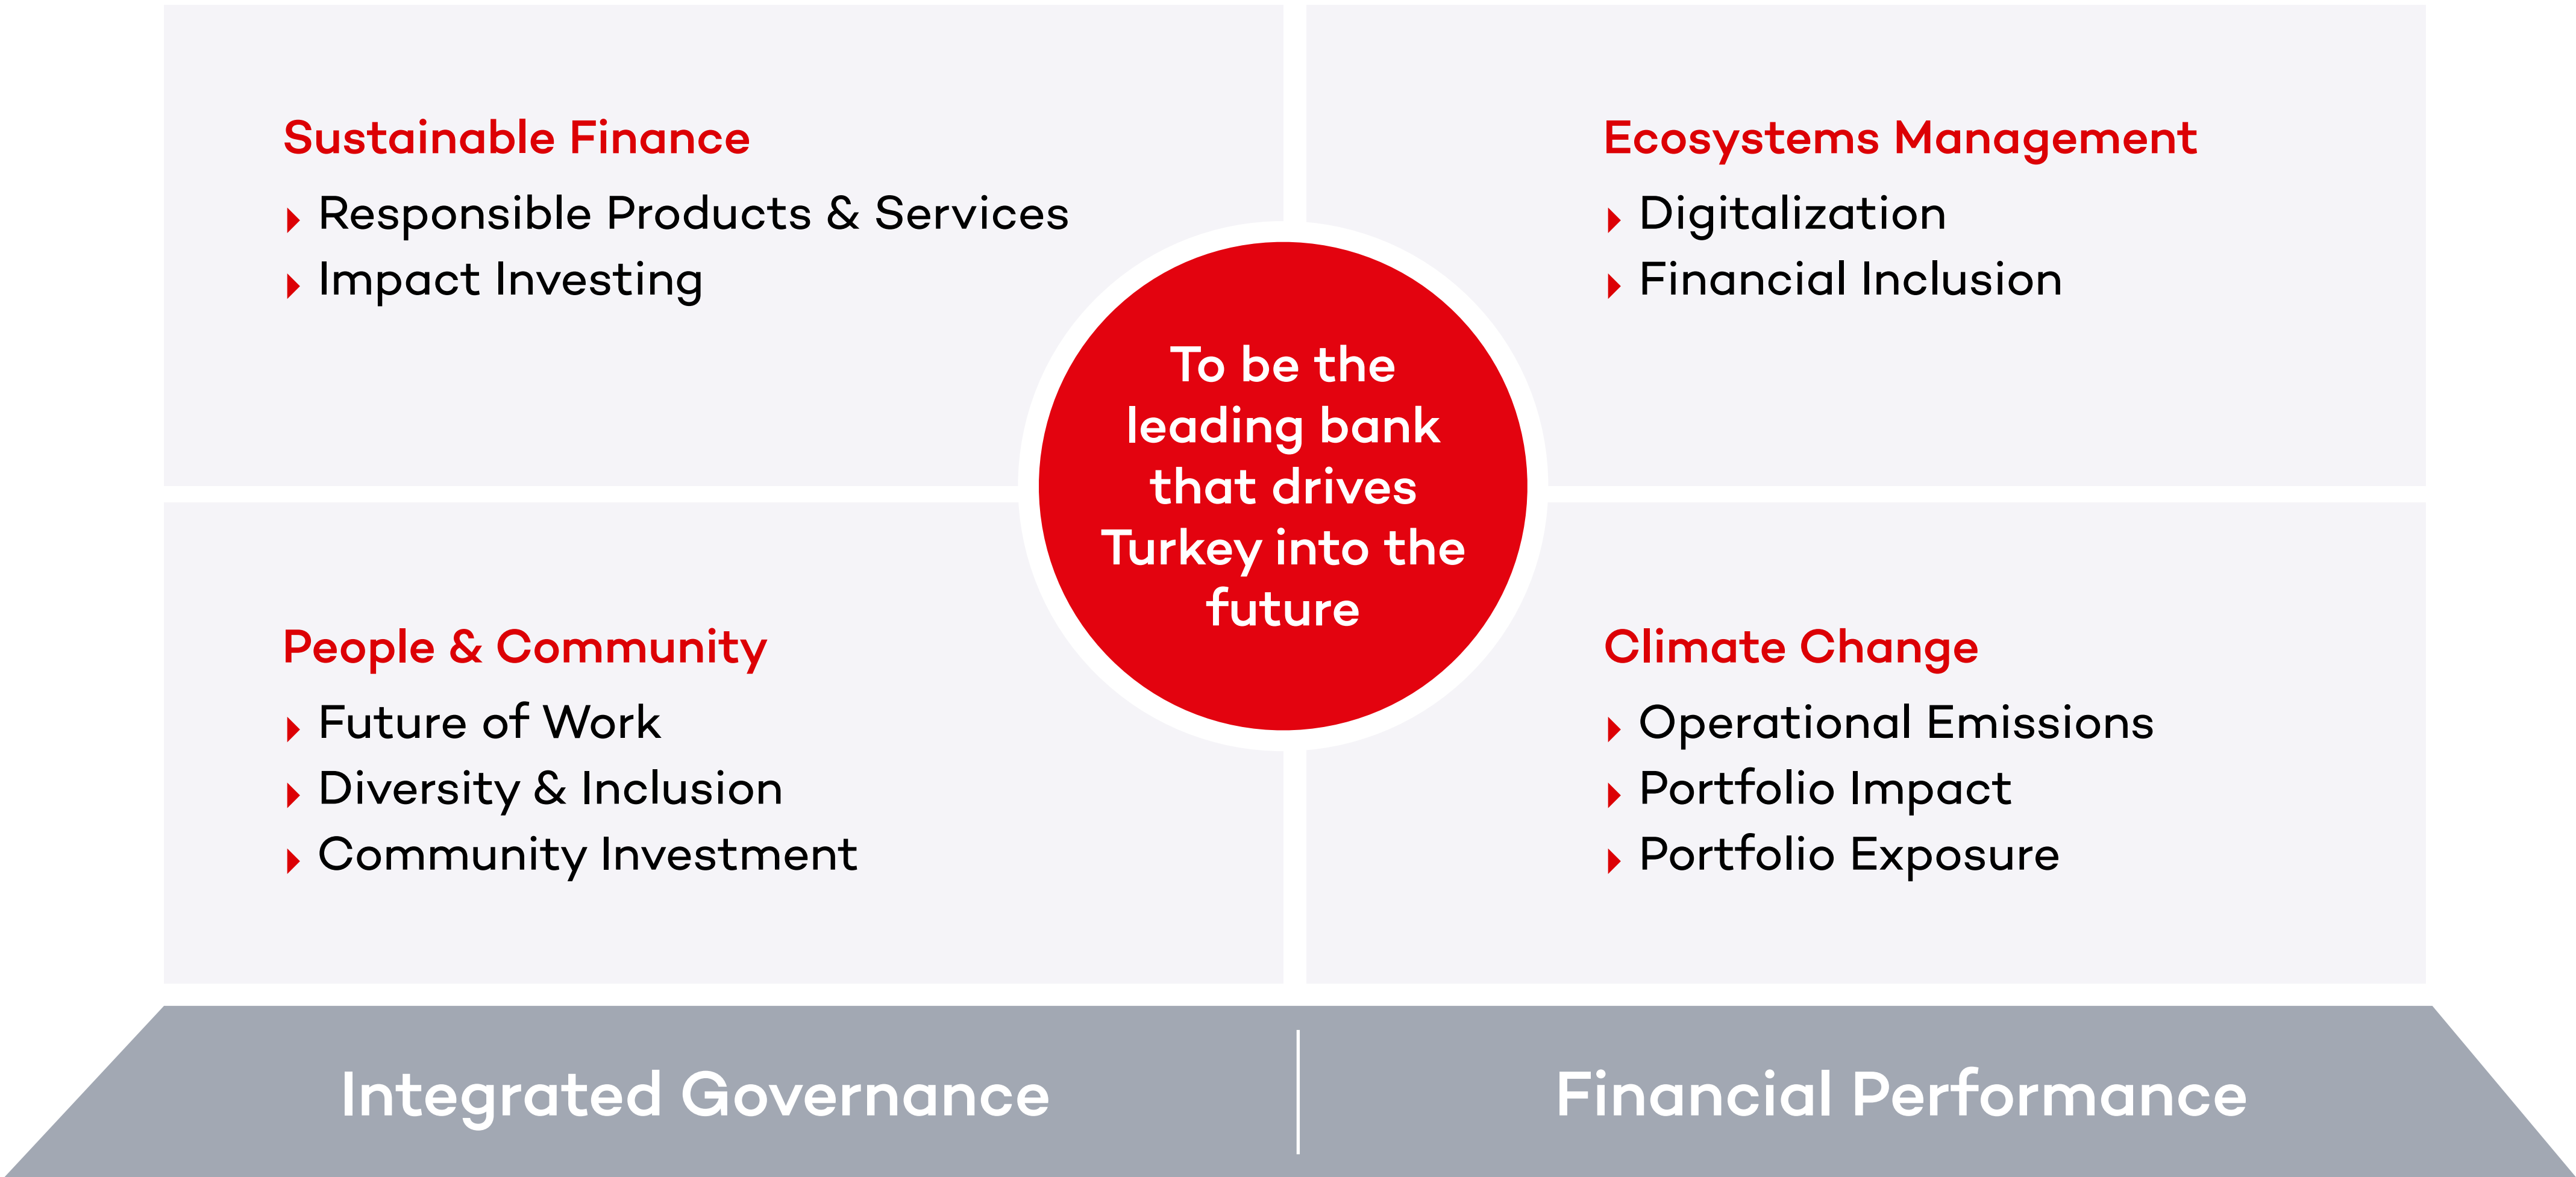 Sustainable Finance
Responsible Products & Services
Impact Investing
Ecosystems Management
Digitalization
Financial Inclusion
To be the
leading bank
that drives
Turkey into the
future
People & Community
Future of Work
Diversity & Inclusion
Community Investment
Climate Change
Operational Emissions
Portfolio Impact
Portfolio Exposure
Integrated Governance
Financial Performance